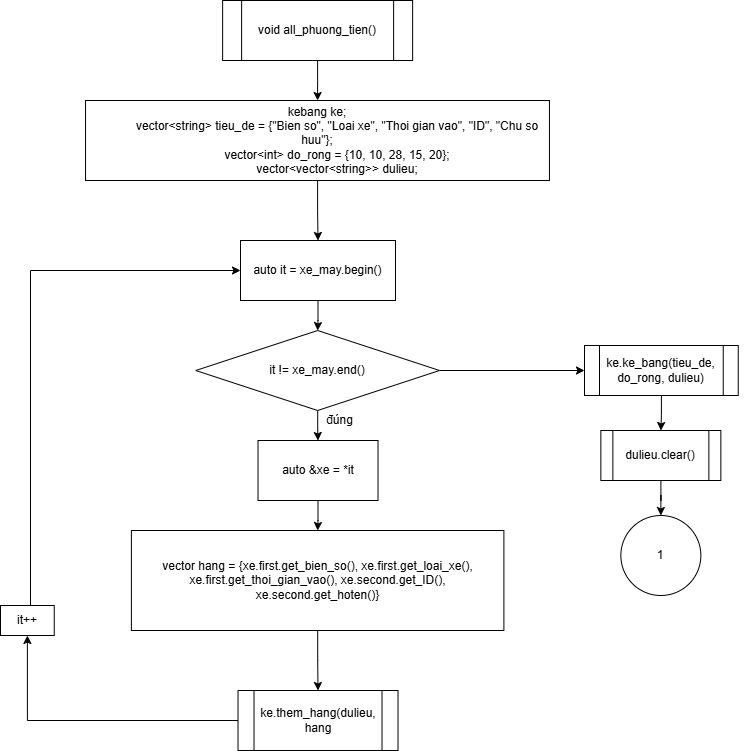 void all_phuong_tien()
kebang ke;
vector<string> tieu_de = {"Bien so", "Loai xe", "Thoi gian vao", "ID", "Chu so
huu"};
vector<int> do_rong = {10, 10, 28, 15, 20};
vector<vector<string>> dulieu;
auto it = xe_may.begin()
it != xe_may.end()
ke.ke_bang(tieu_de,
do_rong, dulieu)
đúng
dulieu.clear()
auto &xe = *it
1
vector hang = {xe.first.get_bien_so(), xe.first.get_loai_xe(),
xe.first.get_thoi_gian_vao(), xe.second.get_ID(),
xe.second.get_hoten()}
it++
ke.them_hang(dulieu,
hang